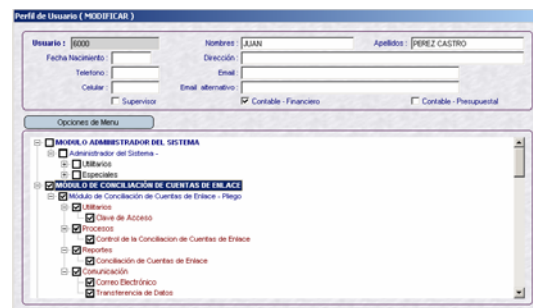 Perfil de Usuario ( MODIFICAR )
Usuario : 6000 Nombres : JUAN Apellidos : PEREZ CASTRO
Fecha Nacimiento : Dirección :
Telefono : Email :
Celular : Email alternativo :
Supervisor Contable - Financiero Contable - Presupuestal
Opciones de Menu
MODULO ADMINISTRADOR DEL SISTEMA
Administrador del Sistema -
Utilitarios
Especiales
MÓDULO DE CONCILIACIÓN DE CUENTAS DE ENLACE
Módulo de Conciliación de Cuentas de Enlace - Pliego
Utilitarios
Clave de Acceso
Procesos
Control de la Conciliacion de Cuentas de Enlace
Reportes
Conciliación de Cuentas de Enlace
Comunicación
Correo Electrónico
Transferencia de Datos